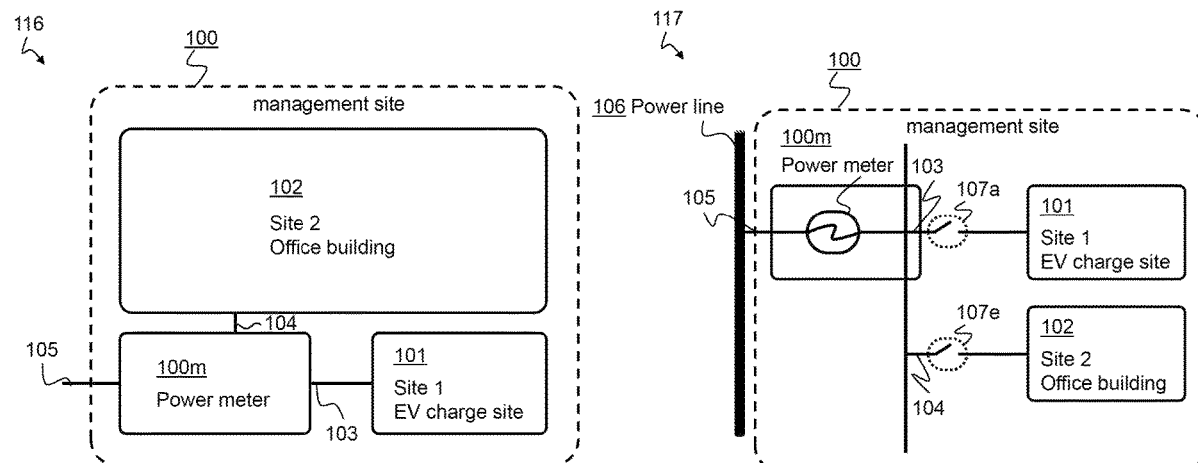 116
100
management site
102
Site 2
Office building
104
105
100m
Power meter
101
Site 1
EV charge site
103
117
100
106 Power line
management site
100m
Power meter
103
107a
105
101
Site 1
EV charge site
107e
102
Site 2
Office building
104